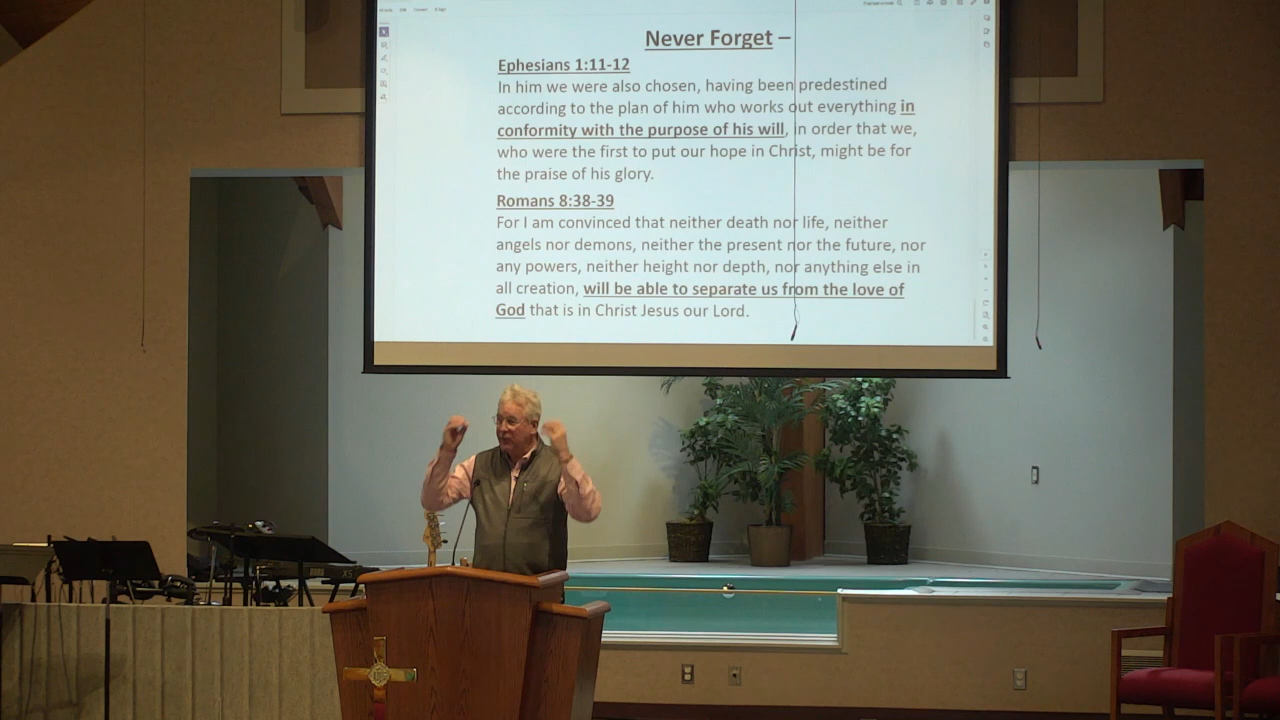 Never Forget –
Ephesians 1:11-12
In him we were also chosen, having been predestined
according to the plan of him who works out everything in
conformity with the purpose of his will, in order that we,
who were the first to put our hope in Christ, might be for
the praise of his glory.
Romans 8:38-39
For I am convinced that neither death nor life, neither
angels nor demons, neither the present nor the future, nor
any powers, neither height nor depth, nor anything else in
all creation, will be able to separate us from the love of
God that is in Christ Jesus our Lord.